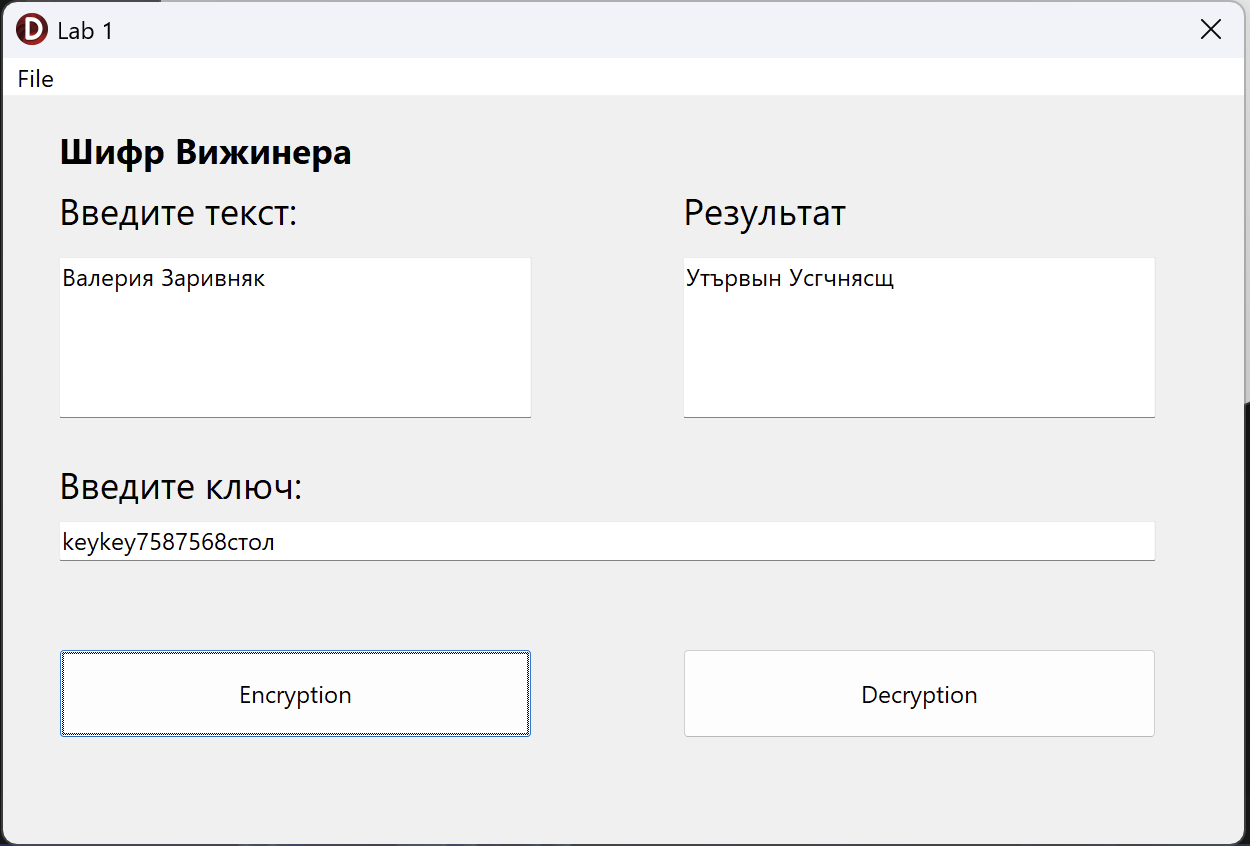 Lab 1
File
Шифр Вижинера
Введите текст:
Результат
Валерия Заривняк
Утървын Усгчнясщ
Введите ключ:
keykey7587568стол
Encryption
Decryption